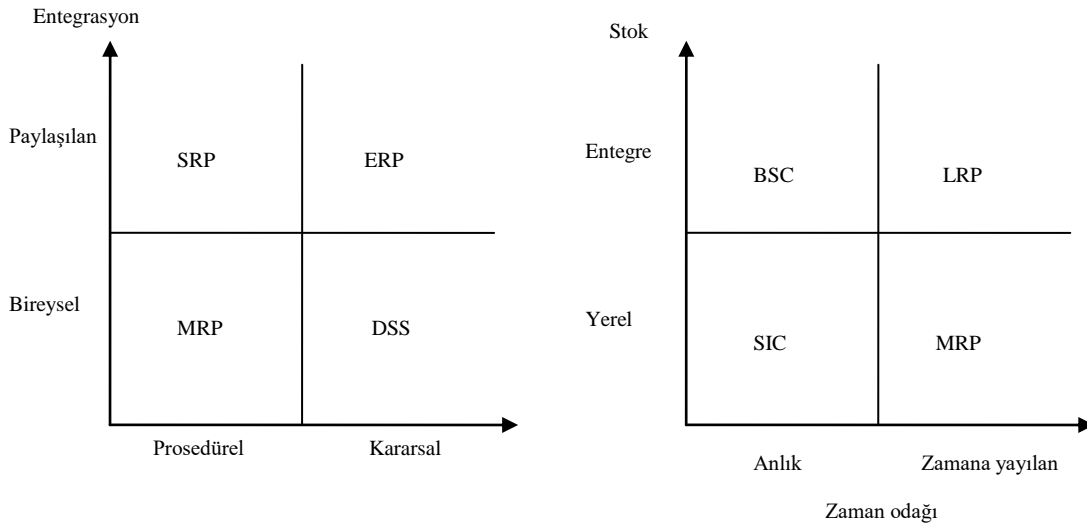 Entegrasyon
Paylaşılan
SRP
ERP
Bireysel
MRP
DSS
Prosedürel
Kararsal
Stok
Entegre
BSC
LRP
Yerel
SIC
MRP
Anlık
Zamana yayılan
Zaman odağı